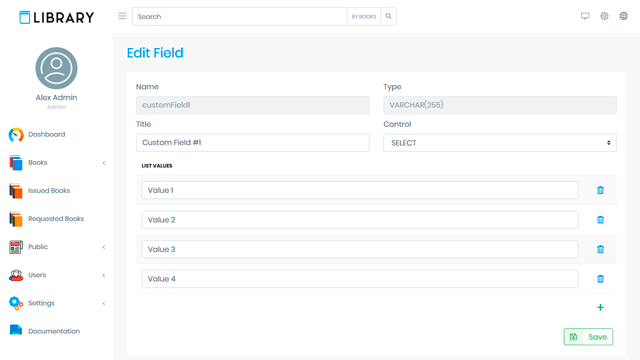 LIBRARY
Search
BY BOOKS
Alex Admin
Admin
Dashboard
Books
Issued Books
Requested Books
Public
Users
Settings
Documentation
Edit Field
Name
Type
customField1
VARCHAR(255)
Title
Control
Custom Field #1
SELECT
LIST VALUES
Value 1
Value 2
Value 3
Value 4
Save